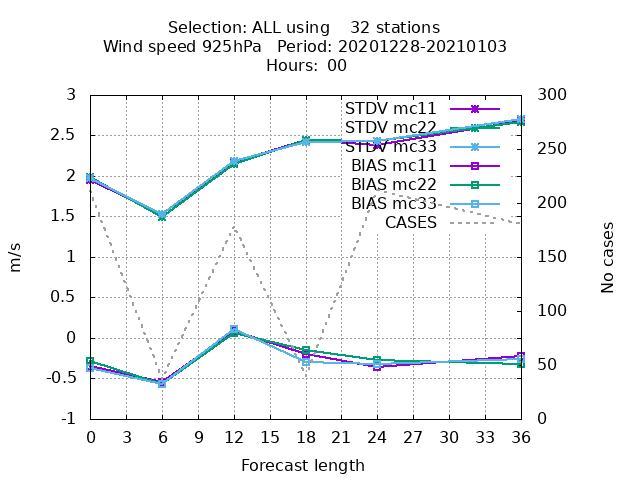 Selection: ALL using 32 stations
Wind speed 925hPa Period: 20201228-20210103
Hours: 00
3
2.5
2
1.5
1
0.5
0
-0.5
-1
m/s
STDV mc11
STDV mc22
STDV mc33
BIAS mc11
BIAS mc22
BIAS mc33
CASES
300
250
200
150
100
50
0
No cases
0 3 6 9 12 15 18 21 24 27 30 33 36
Forecast length